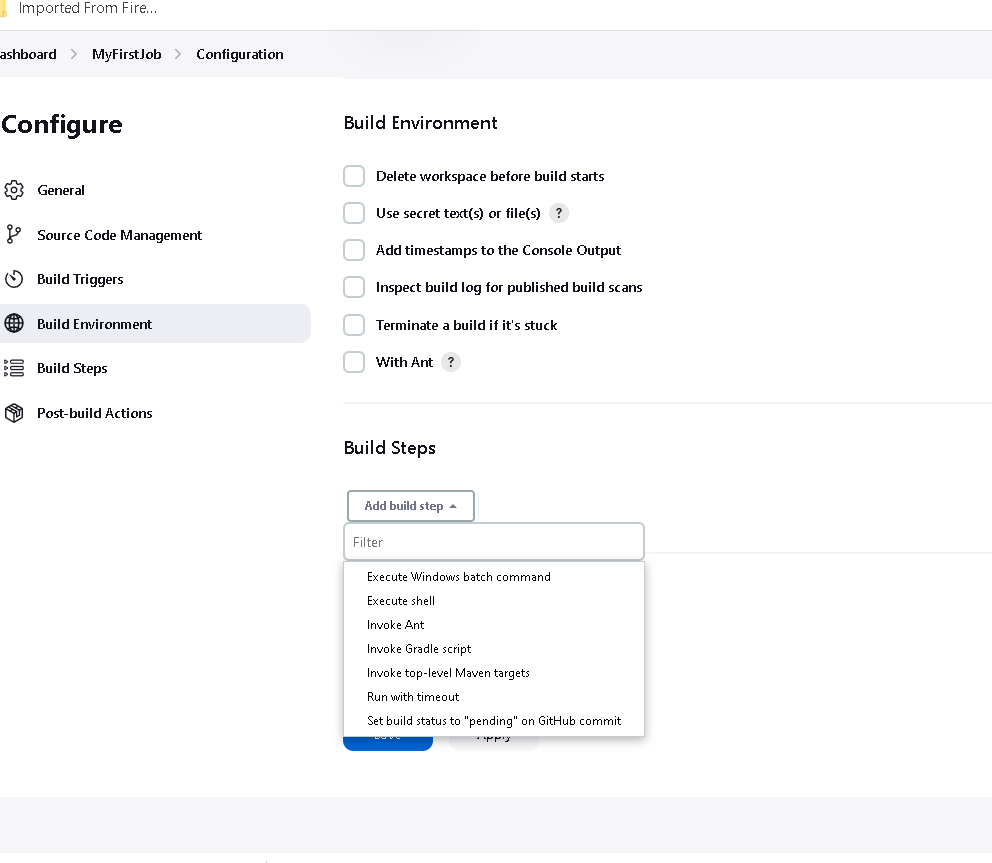 Imported From Fire...
ashboard > MyFirstJob > Configuration
Configure
General
Source Code Management
Build Triggers
Build Environment
Build Steps
Post-build Actions
Build Environment
Delete workspace before build starts
Use secret text(s) or file(s) ?
Add timestamps to the Console Output
Inspect build log for published build scans
Terminate a build if it's stuck
With Ant ?
Build Steps
Add build step
Filter
Execute Windows batch command
Execute shell
Invoke Ant
Invoke Gradle script
Invoke top-level Maven targets
Run with timeout
Set build status to "pending" on GitHub commit
Save
Apply